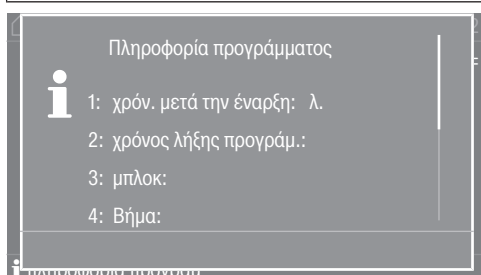 Πληροφορία προγράμματος
1: χρόν. μετά την έναρξη: λ.
2: χρόνος λήξης προγράμ.:
3: μπλοκ:
4: Βήμα: